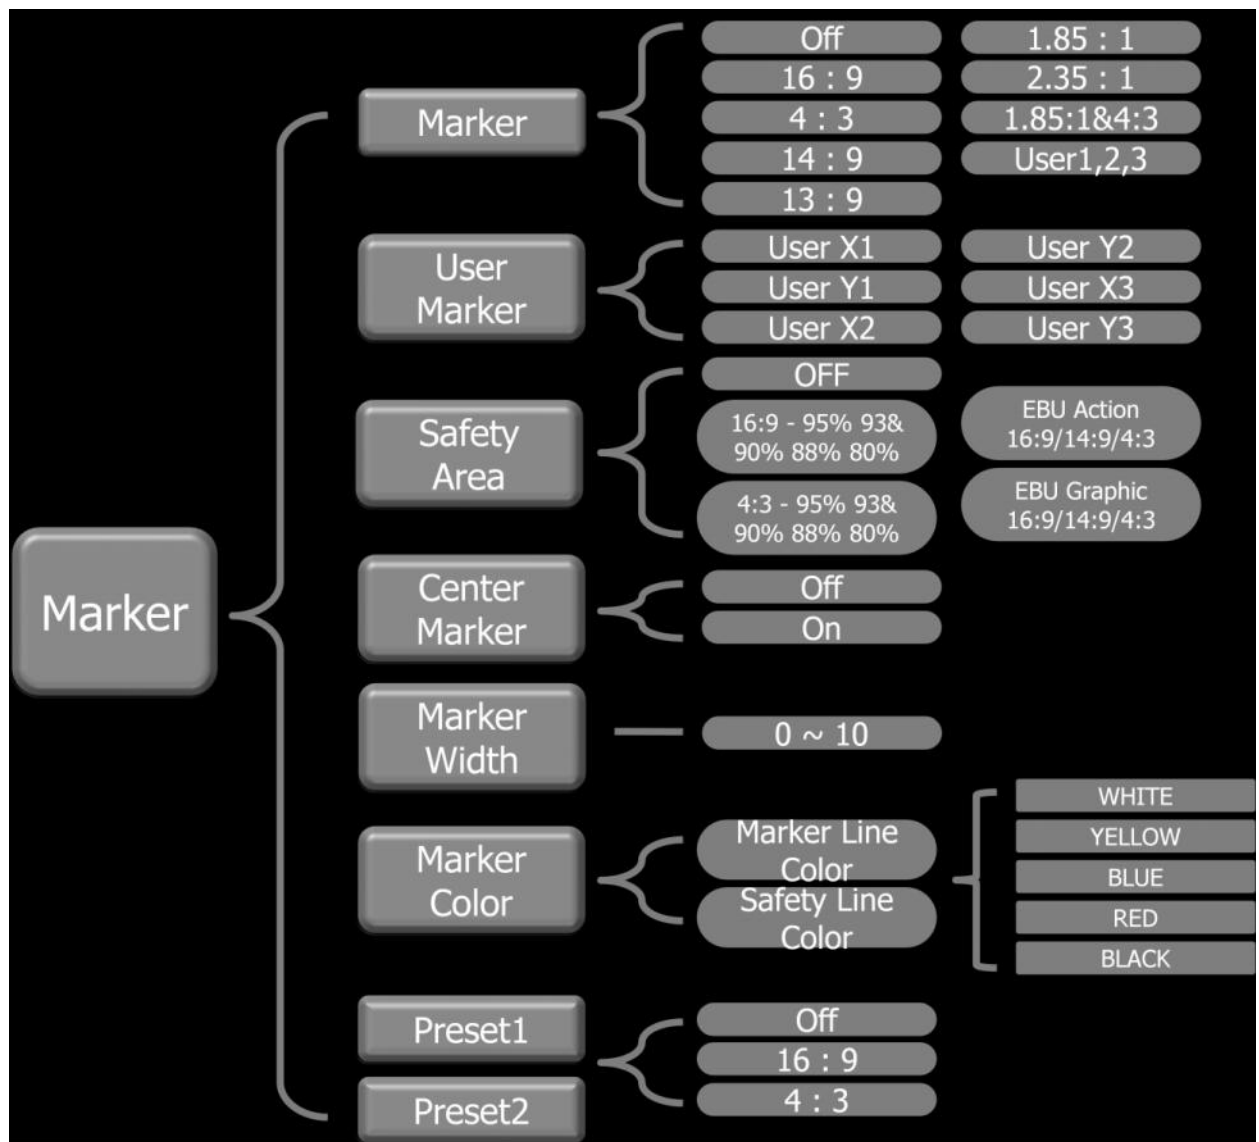 Marker
Marker
Off
16 : 9
4 : 3
14 : 9
13 : 9
1.85 : 1
2.35 : 1
1.85:1&4:3
User1,2,3
User
Marker
User X1
User Y1
User X2
User Y2
User X3
User Y3
Safety
Area
OFF
16:9 - 95% 93&
90% 88% 80%
4:3 - 95% 93&
90% 88% 80%
EBU Action
16:9/14:9/4:3
EBU Graphic
16:9/14:9/4:3
Center
Marker
Off
On
Marker
Width
0 ~ 10
Marker
Color
Marker Line
Color
Safety Line
Color
WHITE
YELLOW
BLUE
RED
BLACK
Preset1
Preset2
Off
16 : 9
4 : 3